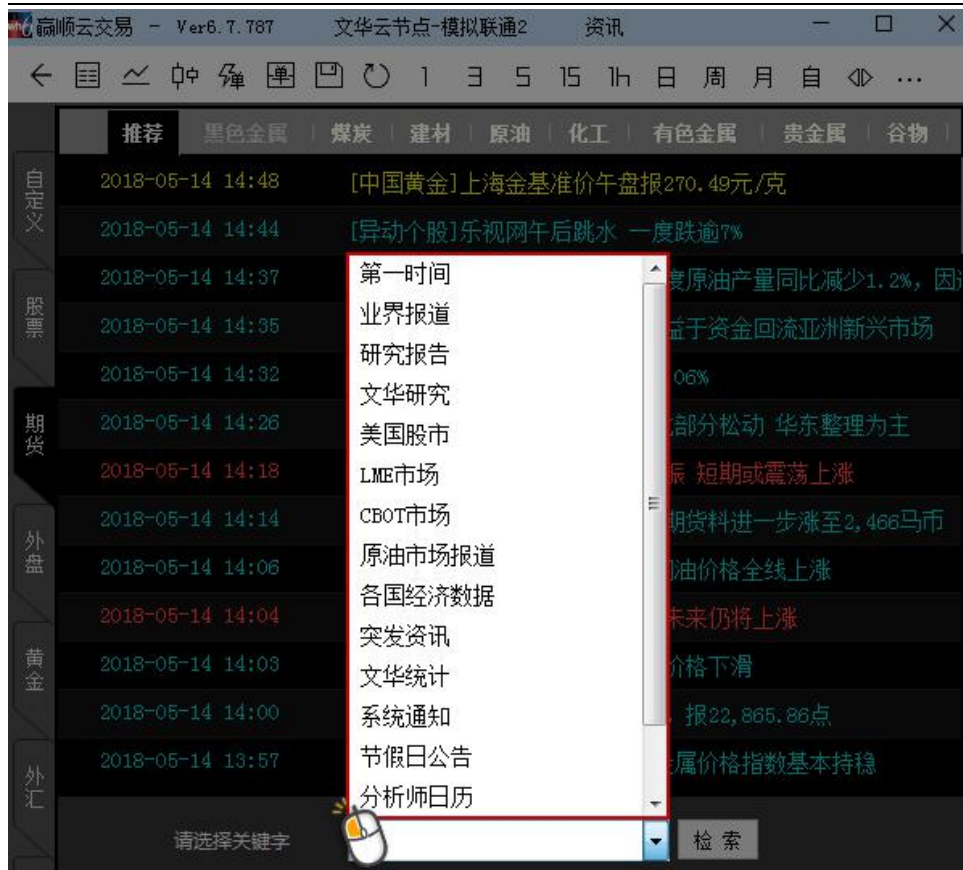 赢顺云交易 - Ver6.7.787 文华云节点-模拟联通2 资讯
弹 单 1 3 5 15 1h 日 周 月 自 ...
推荐 黑色金属 煤炭 建材 原油 化工 有色金属 贵金属 谷物
自定义
股票
期货
外盘
黄金
外汇
2018-05-14 14:48 [中国黄金]上海金基准价午盘报270.49元/克
2018-05-14 14:44 [异动个股]乐视网午后跳水 一度跌逾7%
2018-05-14 14:37 度原油产量同比减少1.2%，因
2018-05-14 14:35 益于资金回流亚洲新兴市场
2018-05-14 14:32 06%
2018-05-14 14:26 部分松动 华东整理为主
2018-05-14 14:18 振 短期或震荡上涨
2018-05-14 14:14 期货料进一步涨至2,466马币
2018-05-14 14:06 油价格全线上涨
2018-05-14 14:04 未来仍将上涨
2018-05-14 14:03 价格下滑
2018-05-14 14:00 报22,865.86点
2018-05-14 13:57 属价格指数基本持稳
第一时间
业界报道
研究报告
文华研究
美国股市
LME市场
CBOT市场
原油市场报道
各国经济数据
突发资讯
文华统计
系统通知
节假日公告
分析师日历
请选择关键字 检 索